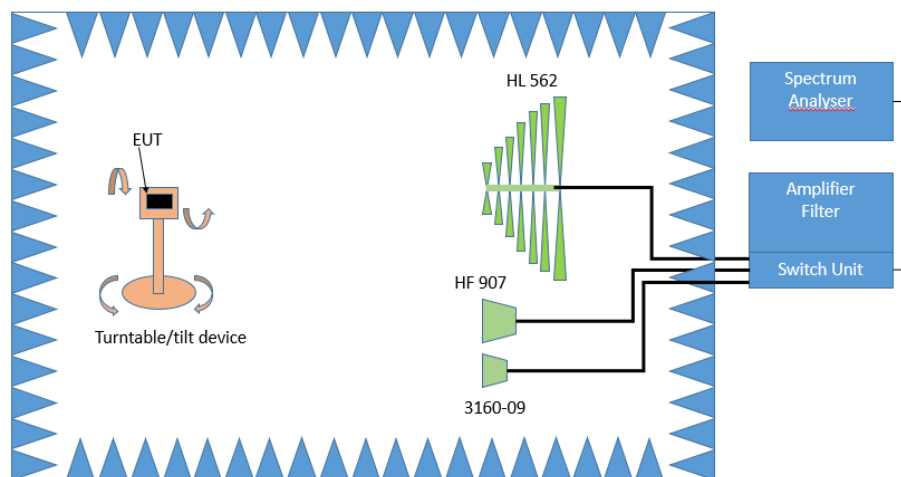 HL 562
Spectrum
Analyser
EUT
Amplifier
Filter
Switch Unit
HF 907
Turntable/tilt device
3160-09